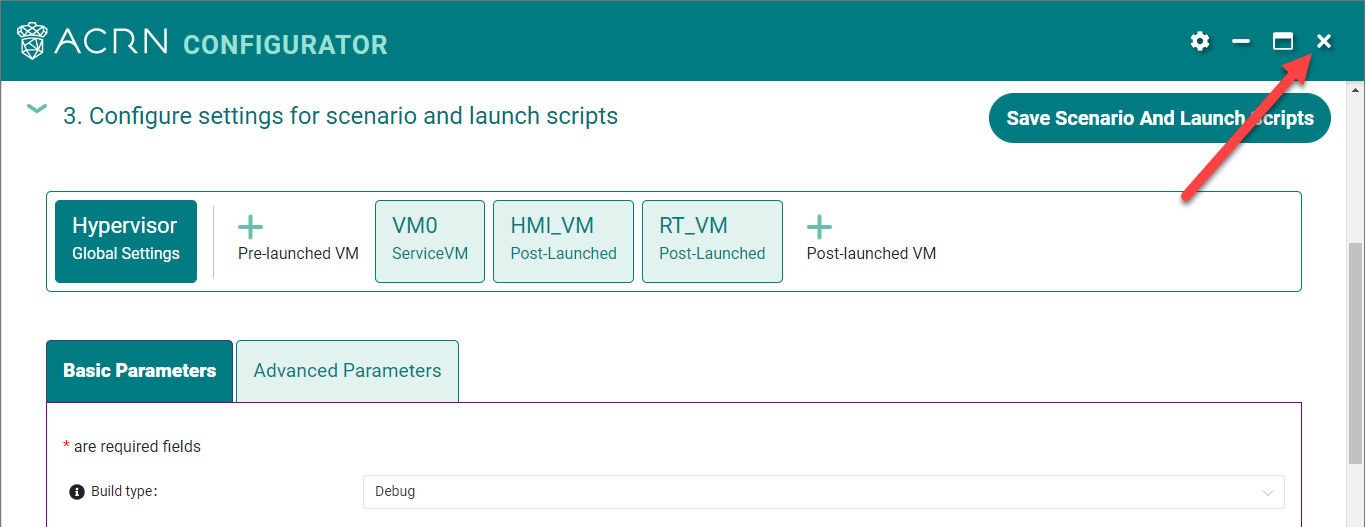 ACRN CONFIGURATOR
3. Configure settings for scenario and launch scripts
Save Scenario And Launch Scripts
Hypervisor
Global Settings
Pre-launched VM
VM0
ServiceVM
HMI_VM
Post-Launched
RT_VM
Post-Launched
Post-launched VM
Basic Parameters
Advanced Parameters
* are required fields
Build type: Debug